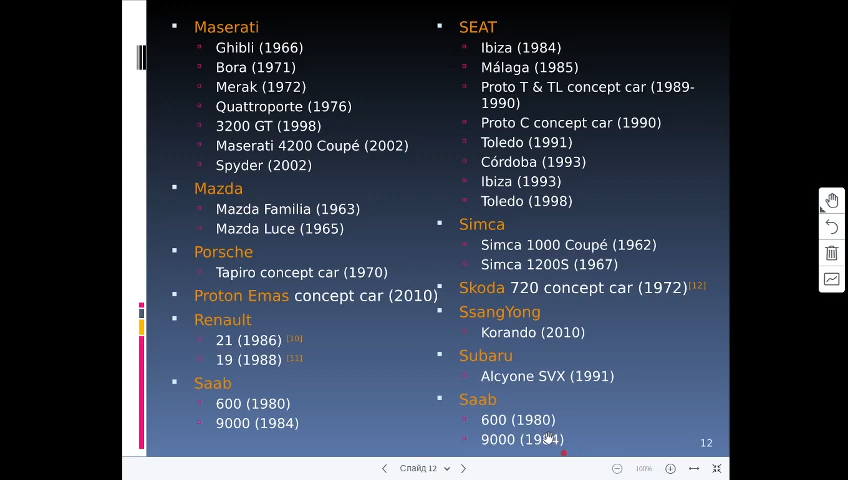 Maserati
Ghibli (1966)
Bora (1971)
Merak (1972)
Quattroporte (1976)
3200 GT (1998)
Maserati 4200 Coupé (2002)
Spyder (2002)
Mazda
Mazda Familia (1963)
Mazda Luce (1965)
Porsche
Tapiro concept car (1970)
Proton Emas concept car (2010)
Renault
21 (1986) [10]
19 (1988) [11]
Saab
600 (1980)
9000 (1984)
SEAT
Ibiza (1984)
Málaga (1985)
Proto T & TL concept car (1989-
1990)
Proto C concept car (1990)
Toledo (1991)
Córdoba (1993)
Ibiza (1993)
Toledo (1998)
Simca
Simca 1000 Coupé (1962)
Simca 1200S (1967)
Skoda 720 concept car (1972)[12]
SsangYong
Korando (2010)
Subaru
Alcyone SVX (1991)
Saab
600 (1980)
9000 (1984)
12
Слайд 12
100%